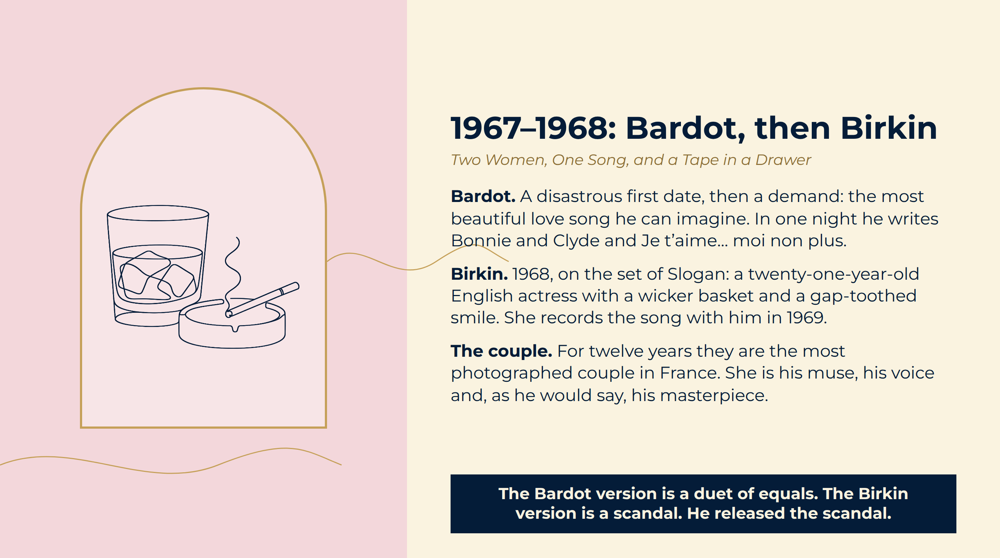 1967–1968: Bardot, then Birkin
Two Women, One Song, and a Tape in a Drawer
Bardot. A disastrous first date, then a demand: the most
beautiful love song he can imagine. In one night he writes
Bonnie and Clyde and Je t’aime... moi non plus.
Birkin. 1968, on the set of Slogan: a twenty-one-year-old
English actress with a wicker basket and a gap-toothed
smile. She records the song with him in 1969.
The couple. For twelve years they are the most
photographed couple in France. She is his muse, his voice
and, as he would say, his masterpiece.
The Bardot version is a duet of equals. The Birkin
version is a scandal. He released the scandal.